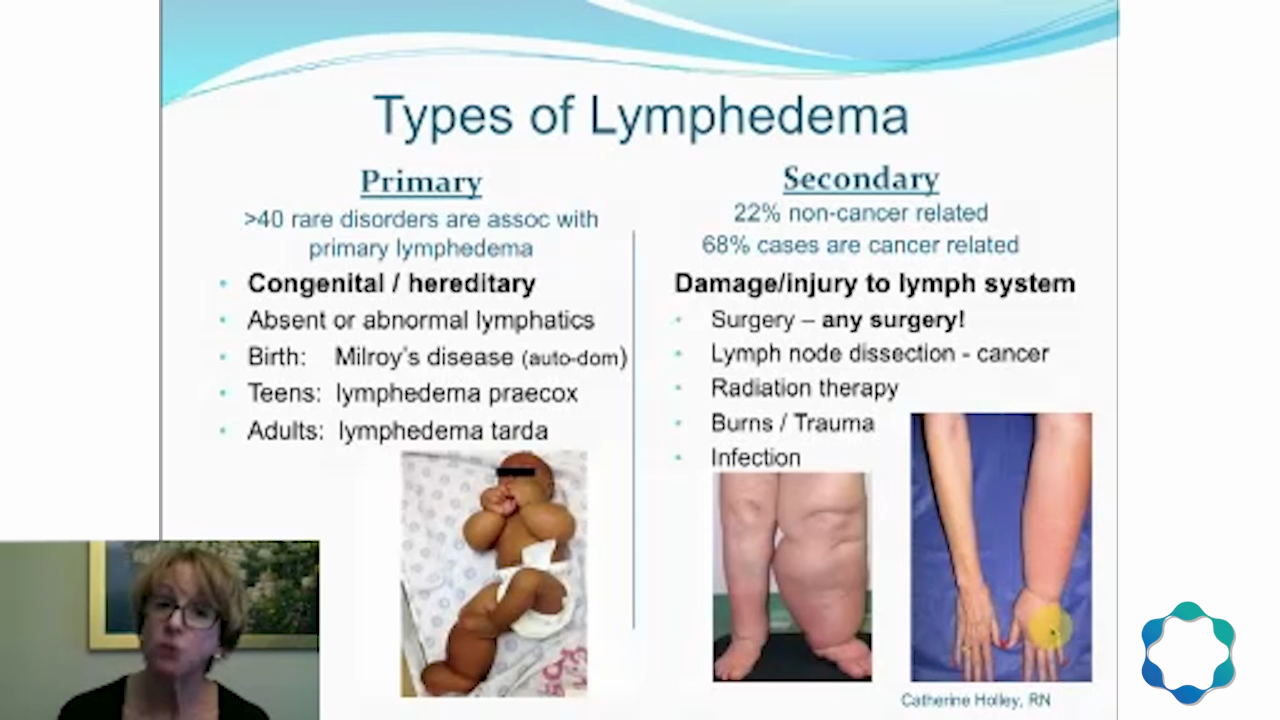 Types of Lymphedema
Primary
>40 rare disorders are assoc with
primary lymphedema
Congenital / hereditary
Absent or abnormal lymphatics
Birth: Milroy's disease (auto-dom)
Teens: lymphedema praecox
Adults: lymphedema tarda
Secondary
22% non-cancer related
68% cases are cancer related
Damage/injury to lymph system
Surgery – any surgery!
Lymph node dissection - cancer
Radiation therapy
Burns / Trauma
Infection
Catherine Holley, RN